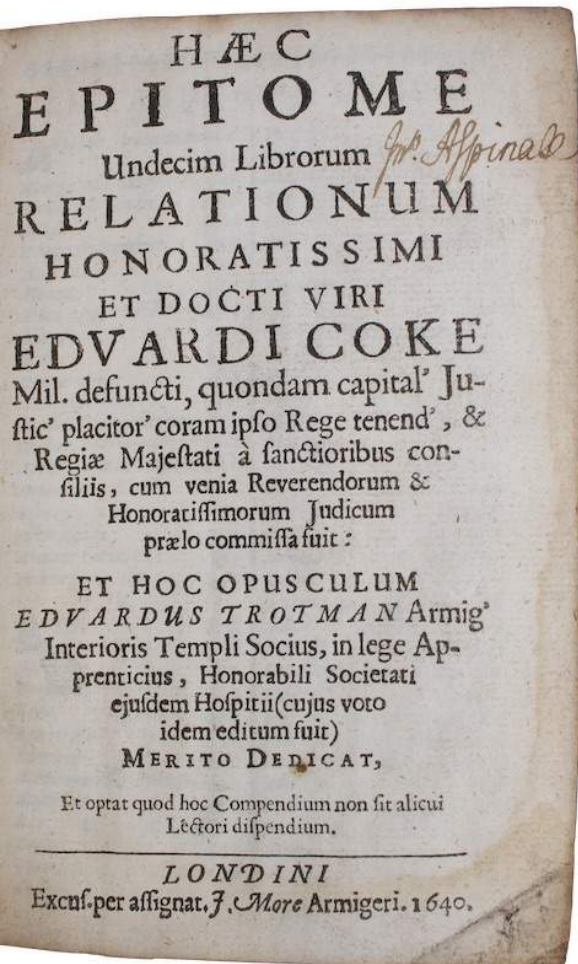 HÆC
EPITOME
Undecim Librorum Jnº. Aſpinall
RELATIONUM
HONORATISSIMI
ET DOCTI VIRI
EDVARDI COKE
Mil. defuncti, quondam capital' Ju-
ſtic' placitor' coram ipſo Rege tenend', &
Regiæ Majeſtati à ſanctioribus con-
ſiliis, cum venia Reverendorum &
Honoratiſſimorum Judicum
prælo commiſſa fuit:
ET HOC OPUSCULUM
EDVARDUS TROTMAN Armig'
Interioris Templi Socius, in lege Ap-
prenticius, Honorabili Societati
ejuſdem Hoſpitii (cujus voto
idem editum fuit)
MERITO DEDICAT,
Et optat quod hoc Compendium non ſit alicui
Lectori diſpendium.
LONDINI
Excuſ. per aſſignat. J. More Armigeri. 1640.